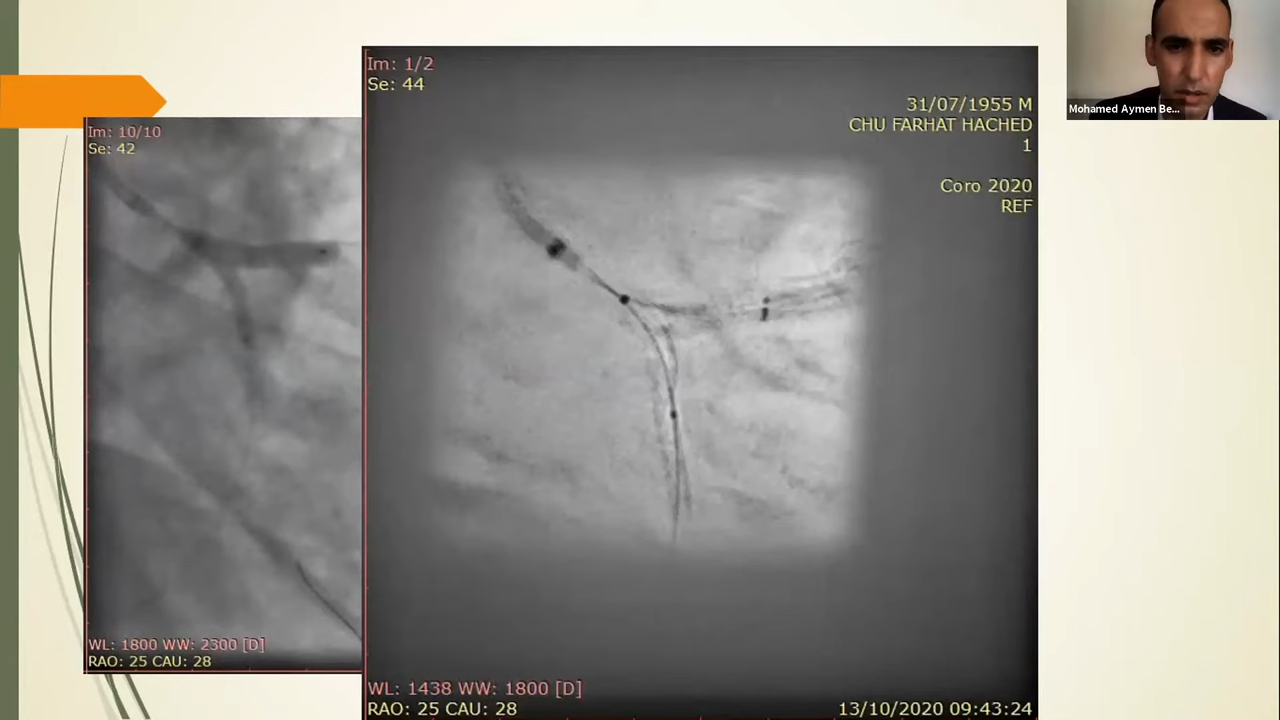 Im: 10/10
Se: 42
WL: 1800 WW: 2300 [D]
RAO: 25 CAU: 28
Im: 1/2
Se: 44
31/07/1955 M
CHU FARHAT HACHED
1
Coro 2020
REF
WL: 1438 WW: 1800 [D]
RAO: 25 CAU: 28
13/10/2020 09:43:24
Mohamed Aymen Be...